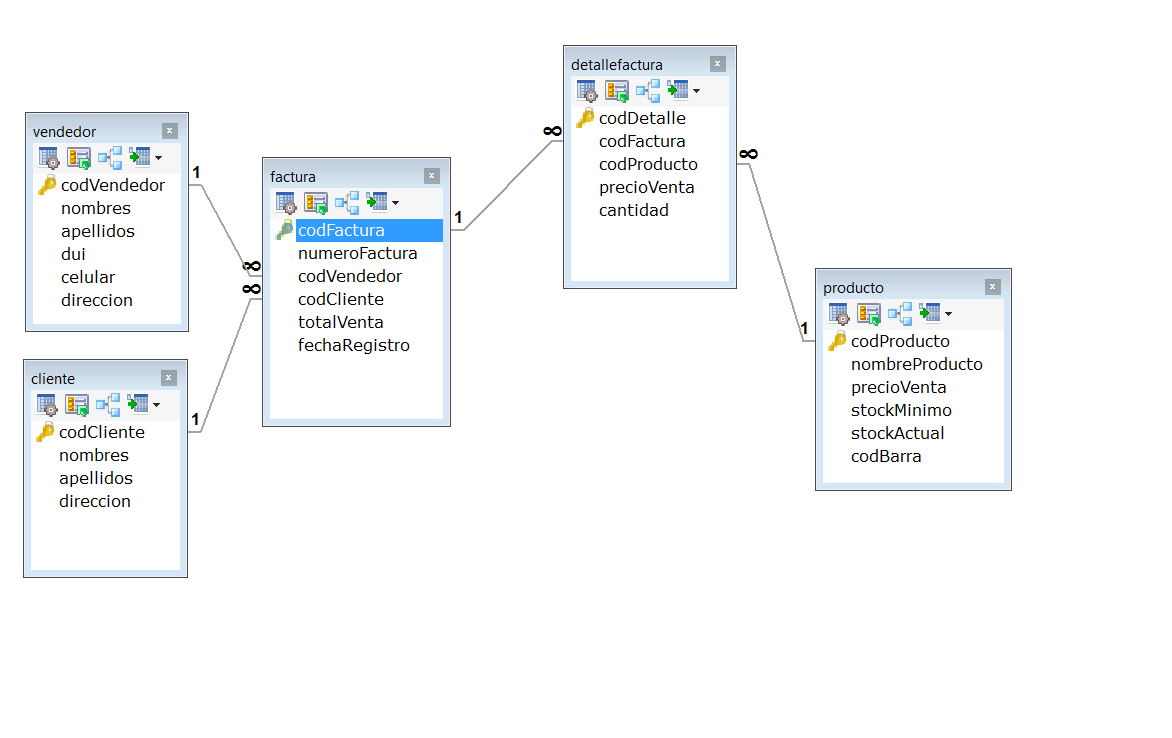 vendedor
1
codVendedor
nombres
apellidos
dui
celular
direccion
cliente
1
codCliente
nombres
apellidos
direccion
factura
∞
∞
1
codFactura
numeroFactura
codVendedor
codCliente
totalVenta
fechaRegistro
detallefactura
∞
∞
codDetalle
codFactura
codProducto
precioVenta
cantidad
producto
1
codProducto
nombreProducto
precioVenta
stockMinimo
stockActual
codBarra